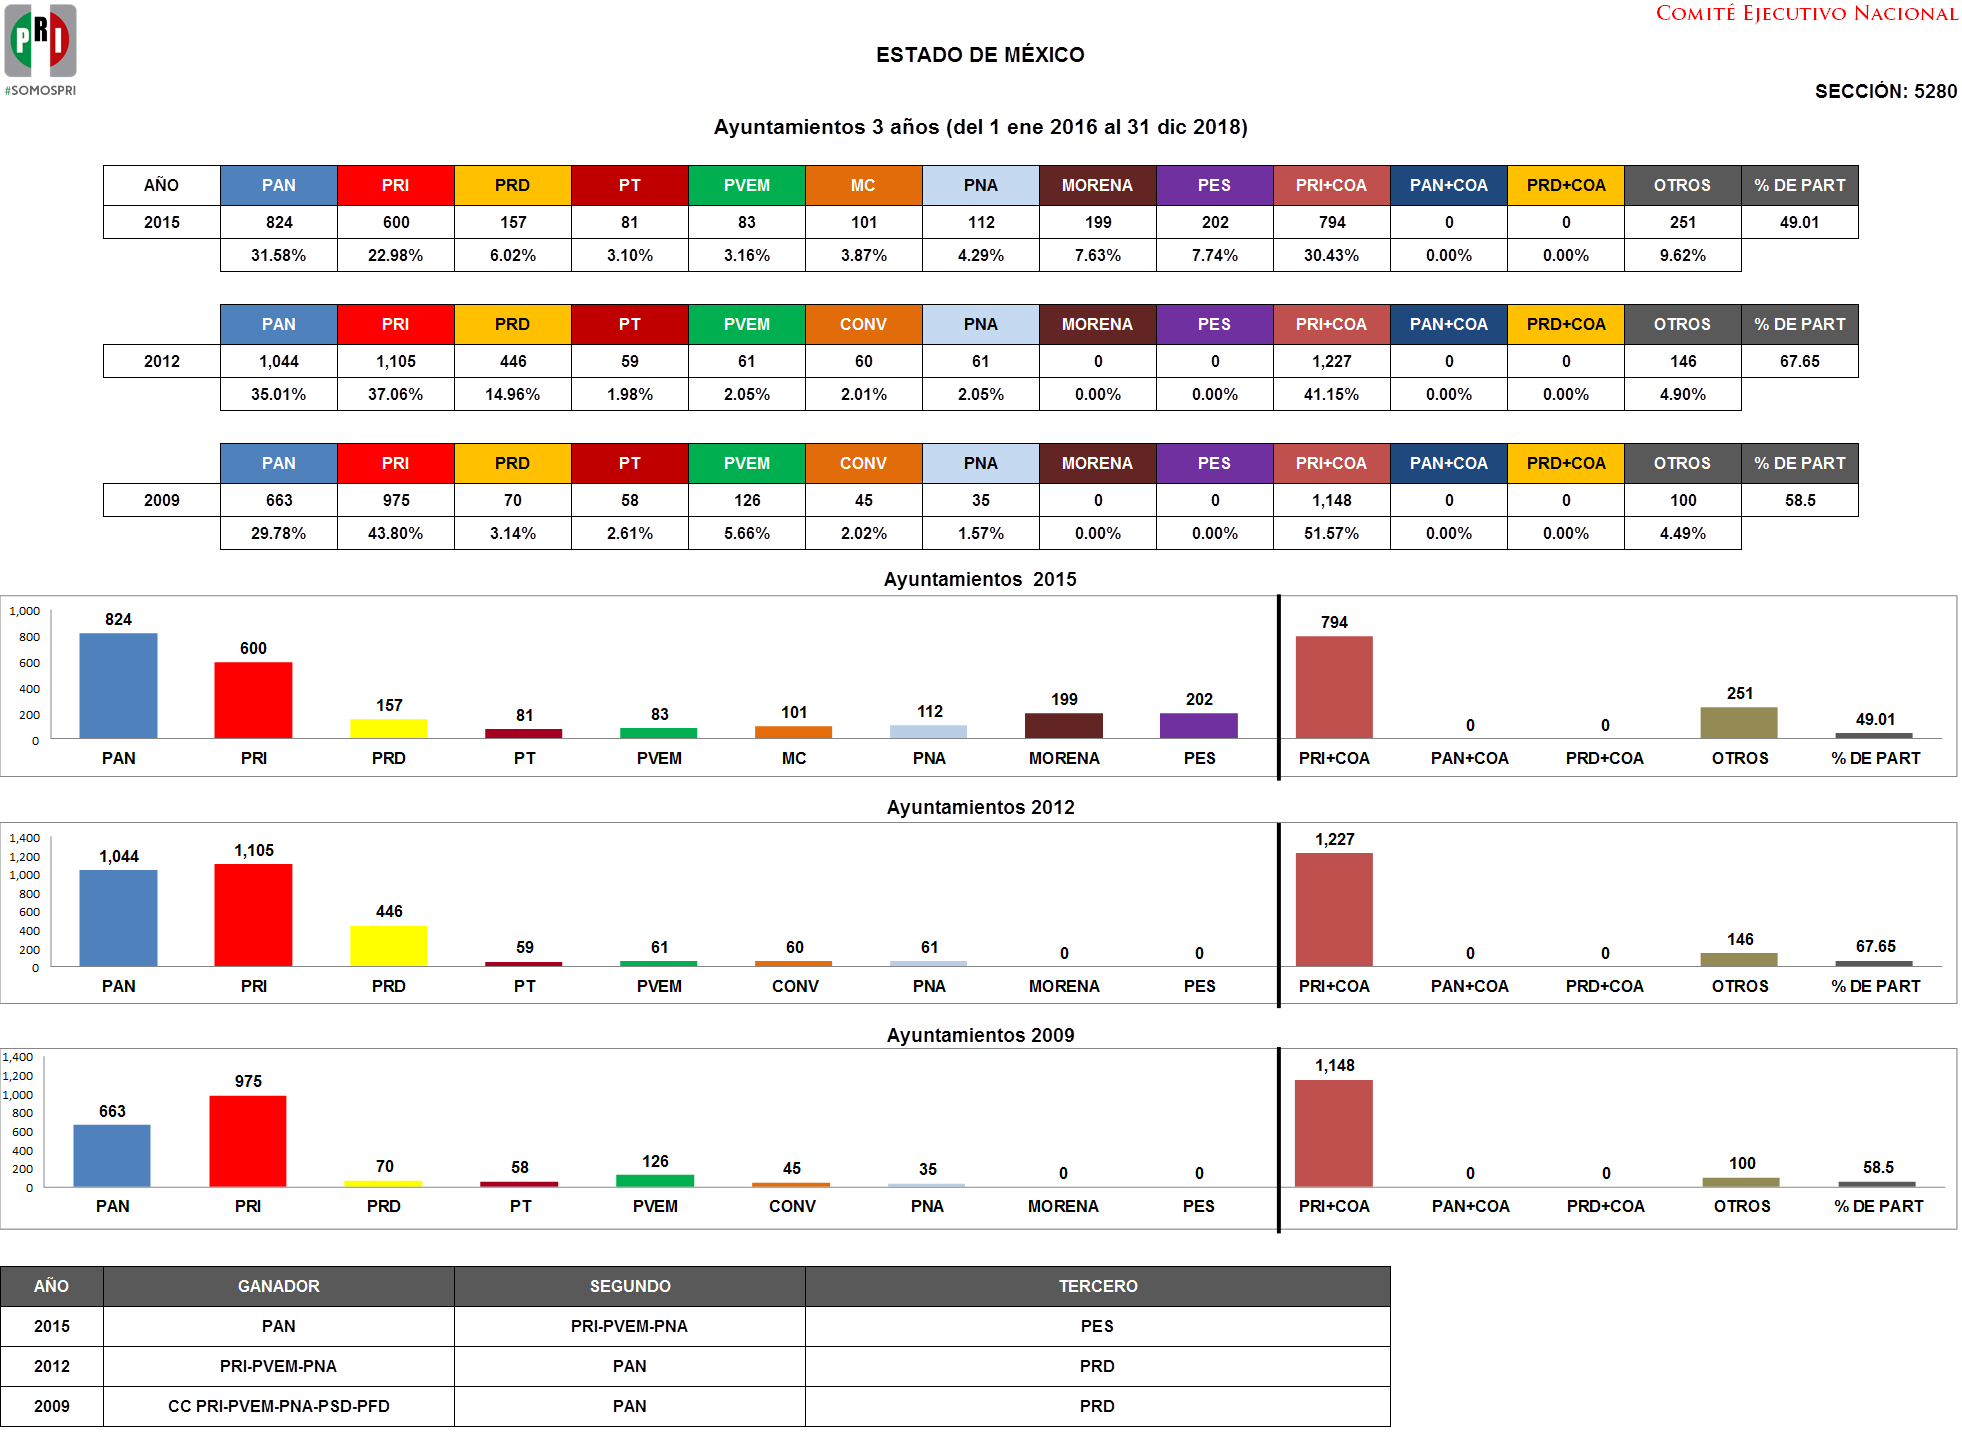 PRI
#SOMOSPRI
COMITÉ EJECUTIVO NACIONAL
ESTADO DE MÉXICO
SECCIÓN: 5280
Ayuntamientos 3 años (del 1 ene 2016 al 31 dic 2018)
AÑO PAN PRI PRD PT PVEM MC PNA MORENA PES PRI+COA PAN+COA PRD+COA OTROS % DE PART
2015 824 600 157 81 83 101 112 199 202 794 0 0 251 49.01
31.58% 22.98% 6.02% 3.10% 3.16% 3.87% 4.29% 7.63% 7.74% 30.43% 0.00% 0.00% 9.62%
PAN PRI PRD PT PVEM CONV PNA MORENA PES PRI+COA PAN+COA PRD+COA OTROS % DE PART
2012 1,044 1,105 446 59 61 60 61 0 0 1,227 0 0 146 67.65
35.01% 37.06% 14.96% 1.98% 2.05% 2.01% 2.05% 0.00% 0.00% 41.15% 0.00% 0.00% 4.90%
PAN PRI PRD PT PVEM CONV PNA MORENA PES PRI+COA PAN+COA PRD+COA OTROS % DE PART
2009 663 975 70 58 126 45 35 0 0 1,148 0 0 100 58.5
29.78% 43.80% 3.14% 2.61% 5.66% 2.02% 1.57% 0.00% 0.00% 51.57% 0.00% 0.00% 4.49%
Ayuntamientos 2015
1,000
800
600
400
200
0
824 600 157 81 83 101 112 199 202 794 0 0 251 49.01
PAN PRI PRD PT PVEM MC PNA MORENA PES PRI+COA PAN+COA PRD+COA OTROS % DE PART
Ayuntamientos 2012
1,400
1,200
1,000
800
600
400
200
0
1,044 1,105 446 59 61 60 61 0 0 1,227 0 0 146 67.65
PAN PRI PRD PT PVEM CONV PNA MORENA PES PRI+COA PAN+COA PRD+COA OTROS % DE PART
Ayuntamientos 2009
1,400
1,200
1,000
800
600
400
200
0
663 975 70 58 126 45 35 0 0 1,148 0 0 100 58.5
PAN PRI PRD PT PVEM CONV PNA MORENA PES PRI+COA PAN+COA PRD+COA OTROS % DE PART
AÑO GANADOR SEGUNDO TERCERO
2015 PAN PRI-PVEM-PNA PES
2012 PRI-PVEM-PNA PAN PRD
2009 CC PRI-PVEM-PNA-PSD-PFD PAN PRD